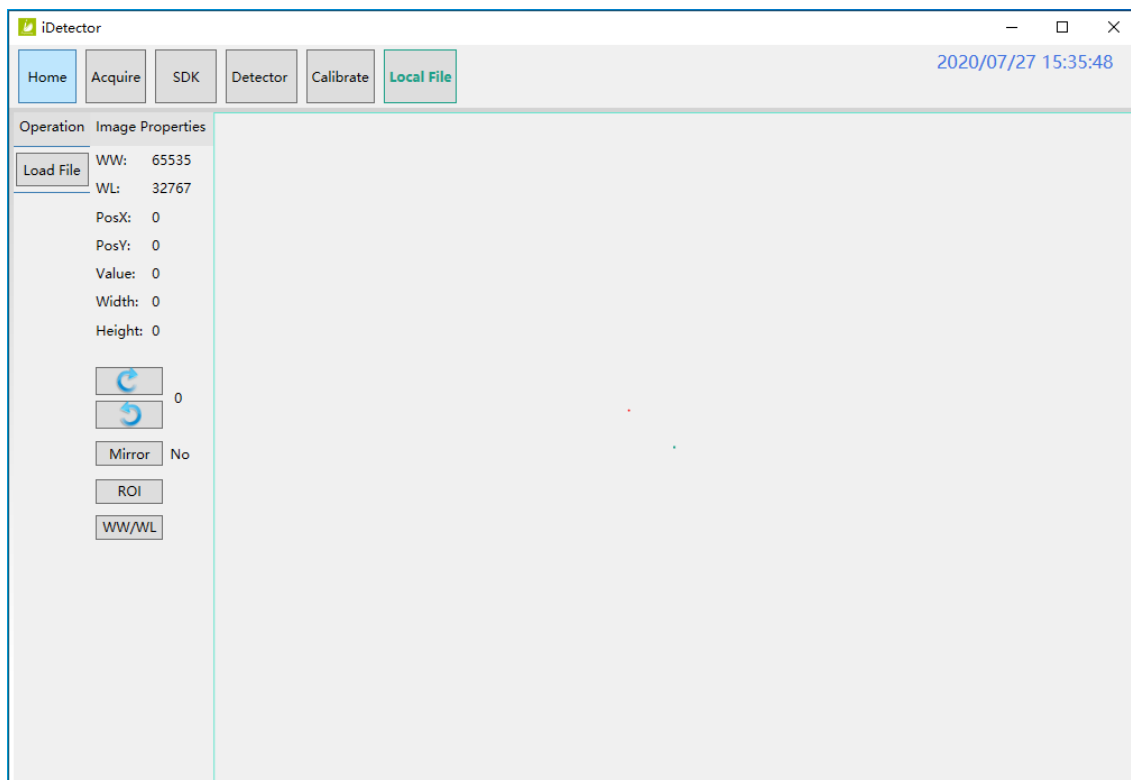 iDetector
Home Acquire SDK Detector Calibrate Local File
2020/07/27 15:35:48
Operation Image Properties
Load File
WW: 65535
WL: 32767
PosX: 0
PosY: 0
Value: 0
Width: 0
Height: 0
0
Mirror No
ROI
WW/WL